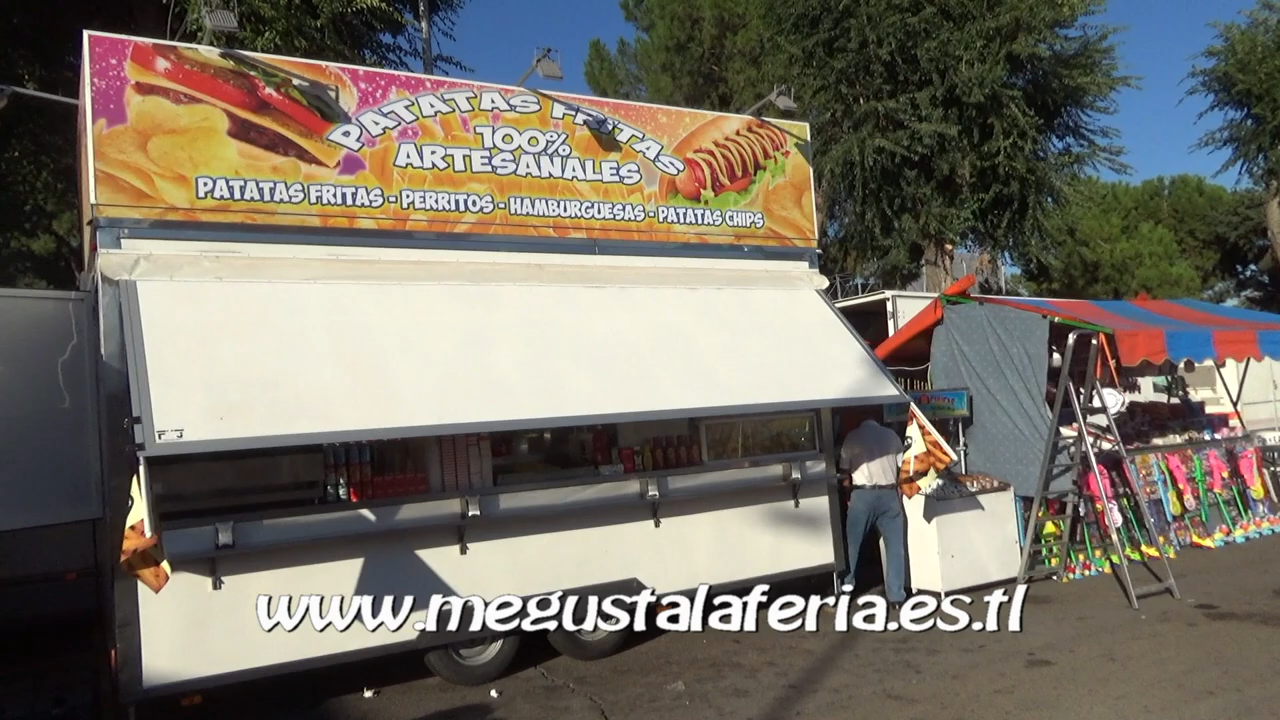 PATATAS FRITAS
100%
ARTESANALES
PATATAS FRITAS - PERRITOS - HAMBURGUESAS - PATATAS CHIPS
www.megustalaferia.es.tl